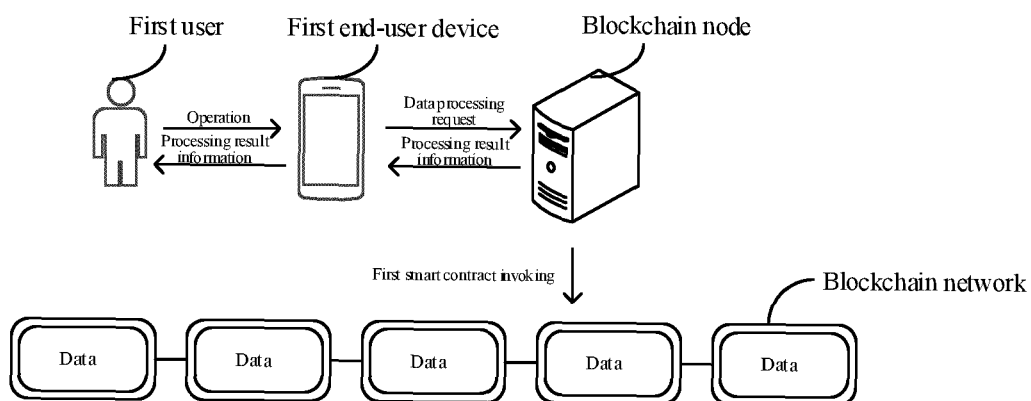 First user
First end-user device
Blockchain node
Operation
Processing result
information
Data processing
request
Processing result
information
First smart contract invoking
Blockchain network
Data
Data
Data
Data
Data